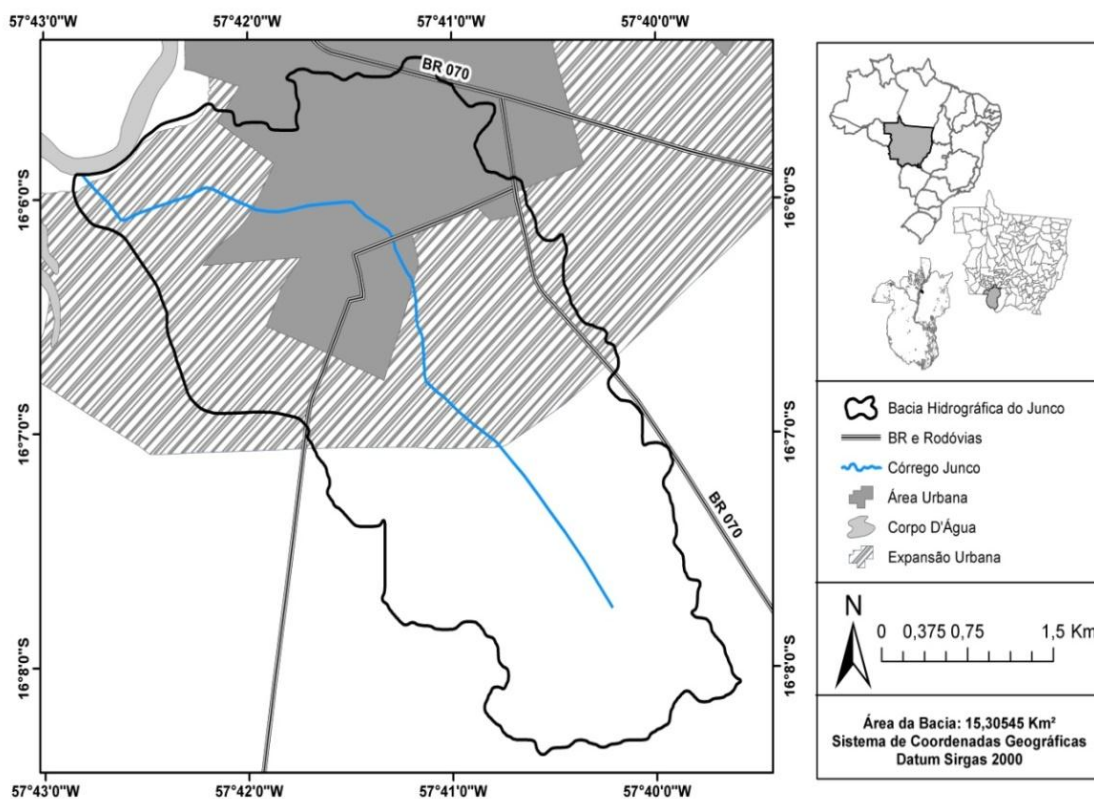 57°43'0"W 57°42'0"W 57°41'0"W 57°40'0"W
BR 070
16°6'0"S 16°6'0"S
16°7'0"S 16°7'0"S
BR 070
16°8'0"S 16°8'0"S
57°43'0"W 57°42'0"W 57°41'0"W 57°40'0"W
Bacia Hidrográfica do Junco
BR e Rodóvias
Córrego Junco
Área Urbana
Corpo D'Água
Expansão Urbana
N
0 0,375 0,75 1,5 Km
Área da Bacia: 15,30545 Km²
Sistema de Coordenadas Geográficas
Datum Sirgas 2000